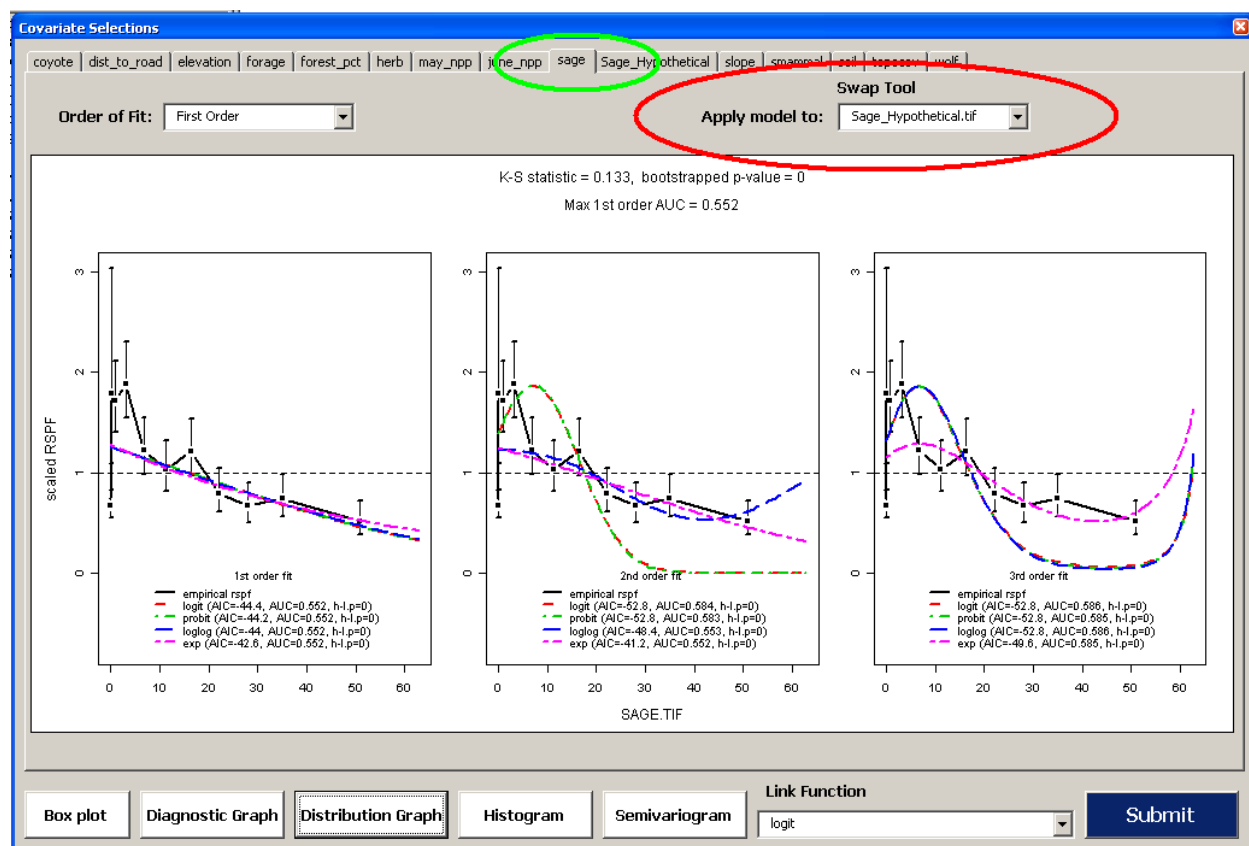 Covariate Selections
coyote dist_to_road elevation forage forest_pct herb may_npp june_npp sage Sage_Hypothetical slope smammal soil topocov wolf
Swap Tool
Order of Fit: First Order Apply model to: Sage_Hypothetical.tif
K-S statistic = 0.133, bootstrapped p-value = 0
Max 1st order AUC = 0.552
scaled RSPF
3
2
1
0
1st order fit
empirical rspf
logit (AIC=-44.4, AUC=0.552, h-l.p=0)
probit (AIC=-44.2, AUC=0.552, h-l.p=0)
loglog (AIC=-44, AUC=0.552, h-l.p=0)
exp (AIC=-42.6, AUC=0.552, h-l.p=0)
0 10 20 30 40 50 60
3
2
1
0
2nd order fit
empirical rspf
logit (AIC=-52.8, AUC=0.584, h-l.p=0)
probit (AIC=-52.8, AUC=0.583, h-l.p=0)
loglog (AIC=-48.4, AUC=0.553, h-l.p=0)
exp (AIC=-41.2, AUC=0.552, h-l.p=0)
0 10 20 30 40 50 60
3
2
1
0
3rd order fit
empirical rspf
logit (AIC=-52.8, AUC=0.586, h-l.p=0)
probit (AIC=-52.8, AUC=0.585, h-l.p=0)
loglog (AIC=-52.8, AUC=0.586, h-l.p=0)
exp (AIC=-49.6, AUC=0.585, h-l.p=0)
0 10 20 30 40 50 60
SAGE.TIF
Link Function
Box plot Diagnostic Graph Distribution Graph Histogram Semivariogram logit Submit